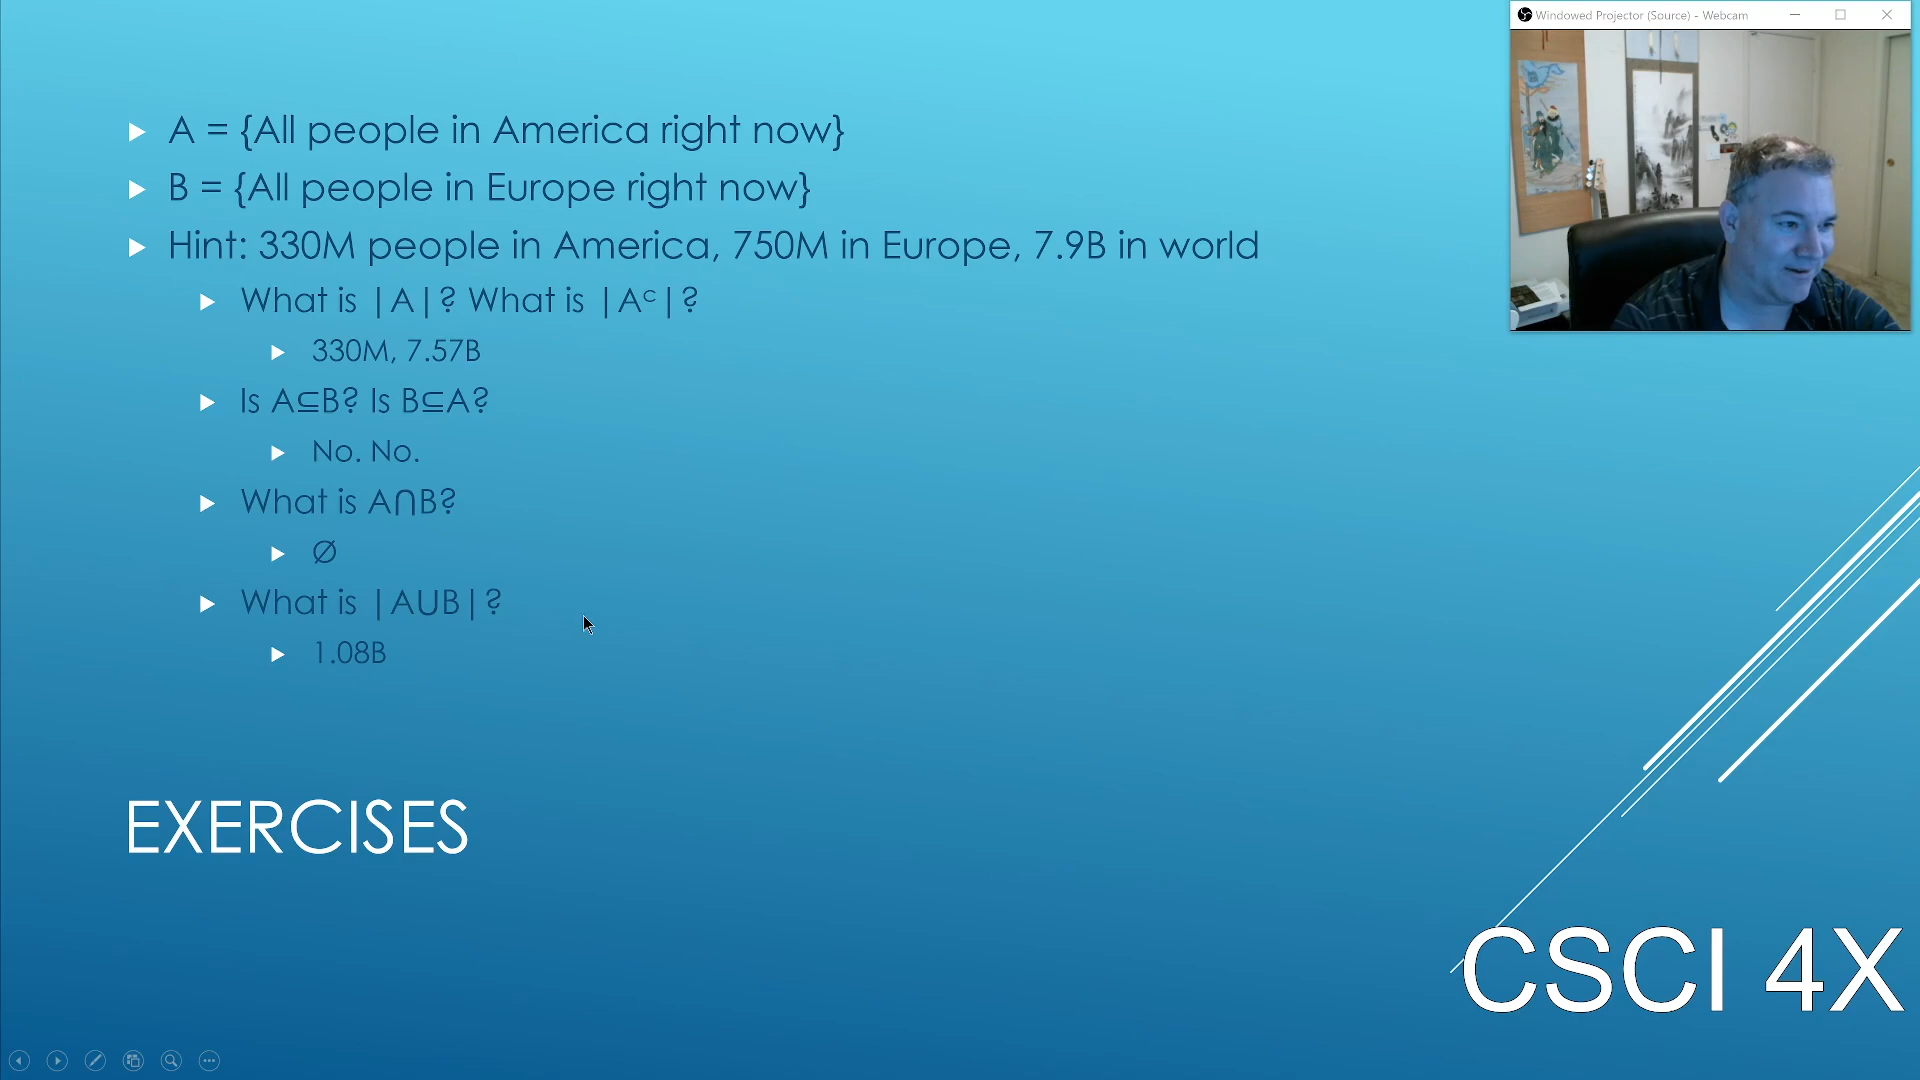 Windowed Projector (Source) - Webcam
A = {All people in America right now}
B = {All people in Europe right now}
Hint: 330M people in America, 750M in Europe, 7.9B in world
What is |A|? What is |Aᶜ|?
330M, 7.57B
Is A⊆B? Is B⊆A?
No. No.
What is A∩B?
∅
What is |A∪B|?
1.08B
EXERCISES
CSCI 4X